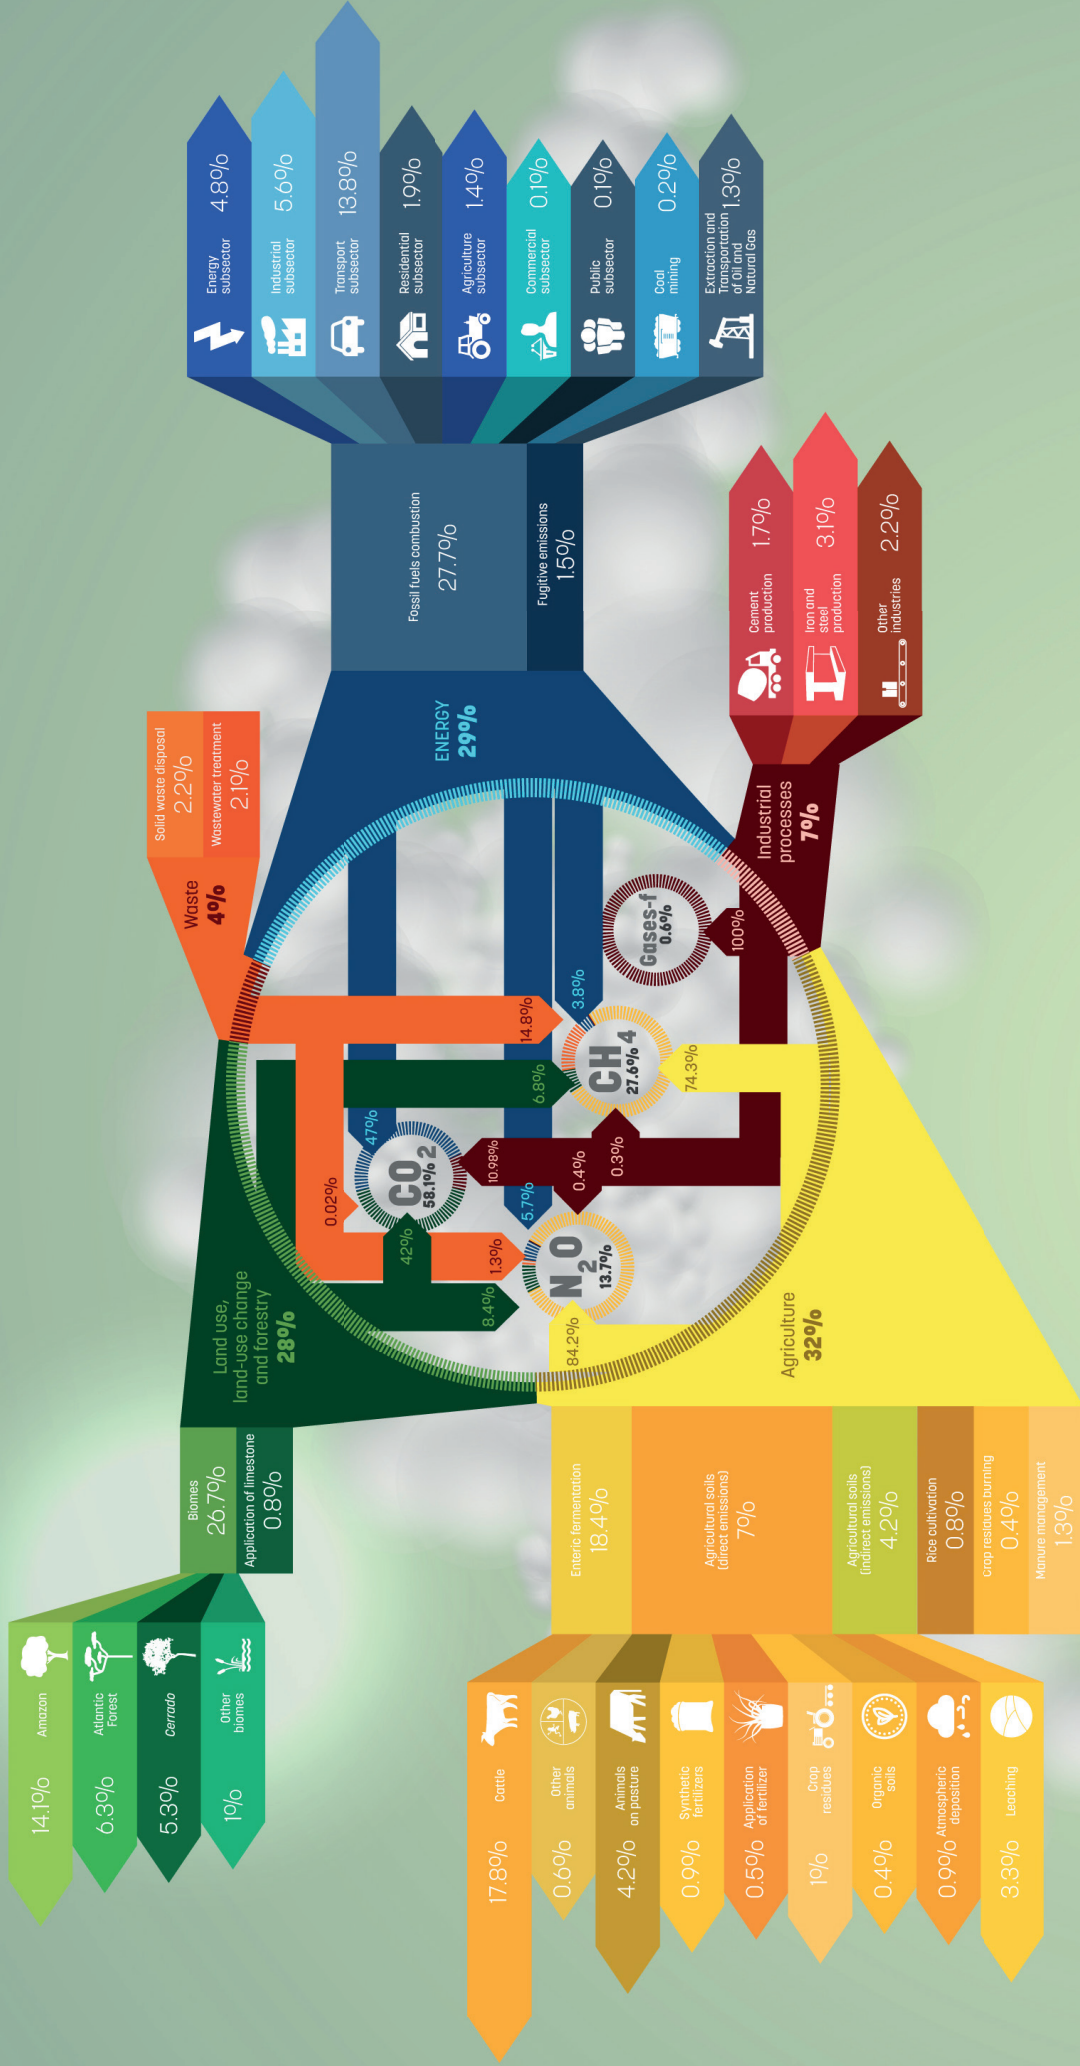 14.1%
Amazon
6.3%
Atlantic
Forest
5.3%
Cerrado
1%
Other
biomes
Biomes
26.7%
Application of limestone
0.8%
Land use,
land-use change
and forestry
28%
Waste
4%
Solid waste disposal
2.2%
Wastewater treatment
2.1%
ENERGY
29%
Fossil fuels combustion
27.7%
Fugitive emissions
1.5%
Energy
subsector
4.8%
Industrial
subsector
5.6%
Transport
subsector
13.8%
Residential
subsector
1.9%
Agriculture
subsector
1.4%
Commercial
subsector
0.1%
Public
subsector
0.1%
Coal
mining
0.2%
Extraction and
Transportation
of Oil and
Natural Gas
1.3%
0.02%
47%
42%
CO2
58.1%
10.98%
8.4%
1.3%
5.7%
N2O
13.7%
84.2%
0.4%
0.3%
6.8%
14.8%
3.8%
CH4
27.6%
74.3%
Gases-f
0.6%
100%
Industrial
processes
7%
Cement
production
1.7%
Iron and
steel
production
3.1%
Other
industries
2.2%
Agriculture
32%
Enteric fermentation
18.4%
Agricultural soils
(direct emissions)
7%
Agricultural soils
(indirect emissions)
4.2%
Rice cultivation
0.8%
Crop residues burning
0.4%
Manure management
1.3%
17.8%
Cattle
0.6%
Other
animals
4.2%
Animals
on pasture
0.9%
Synthetic
fertilizers
0.5%
Application
of fertilizer
1%
Crop
residues
0.4%
Organic
soils
0.9%
Atmospheric
deposition
3.3%
Leaching